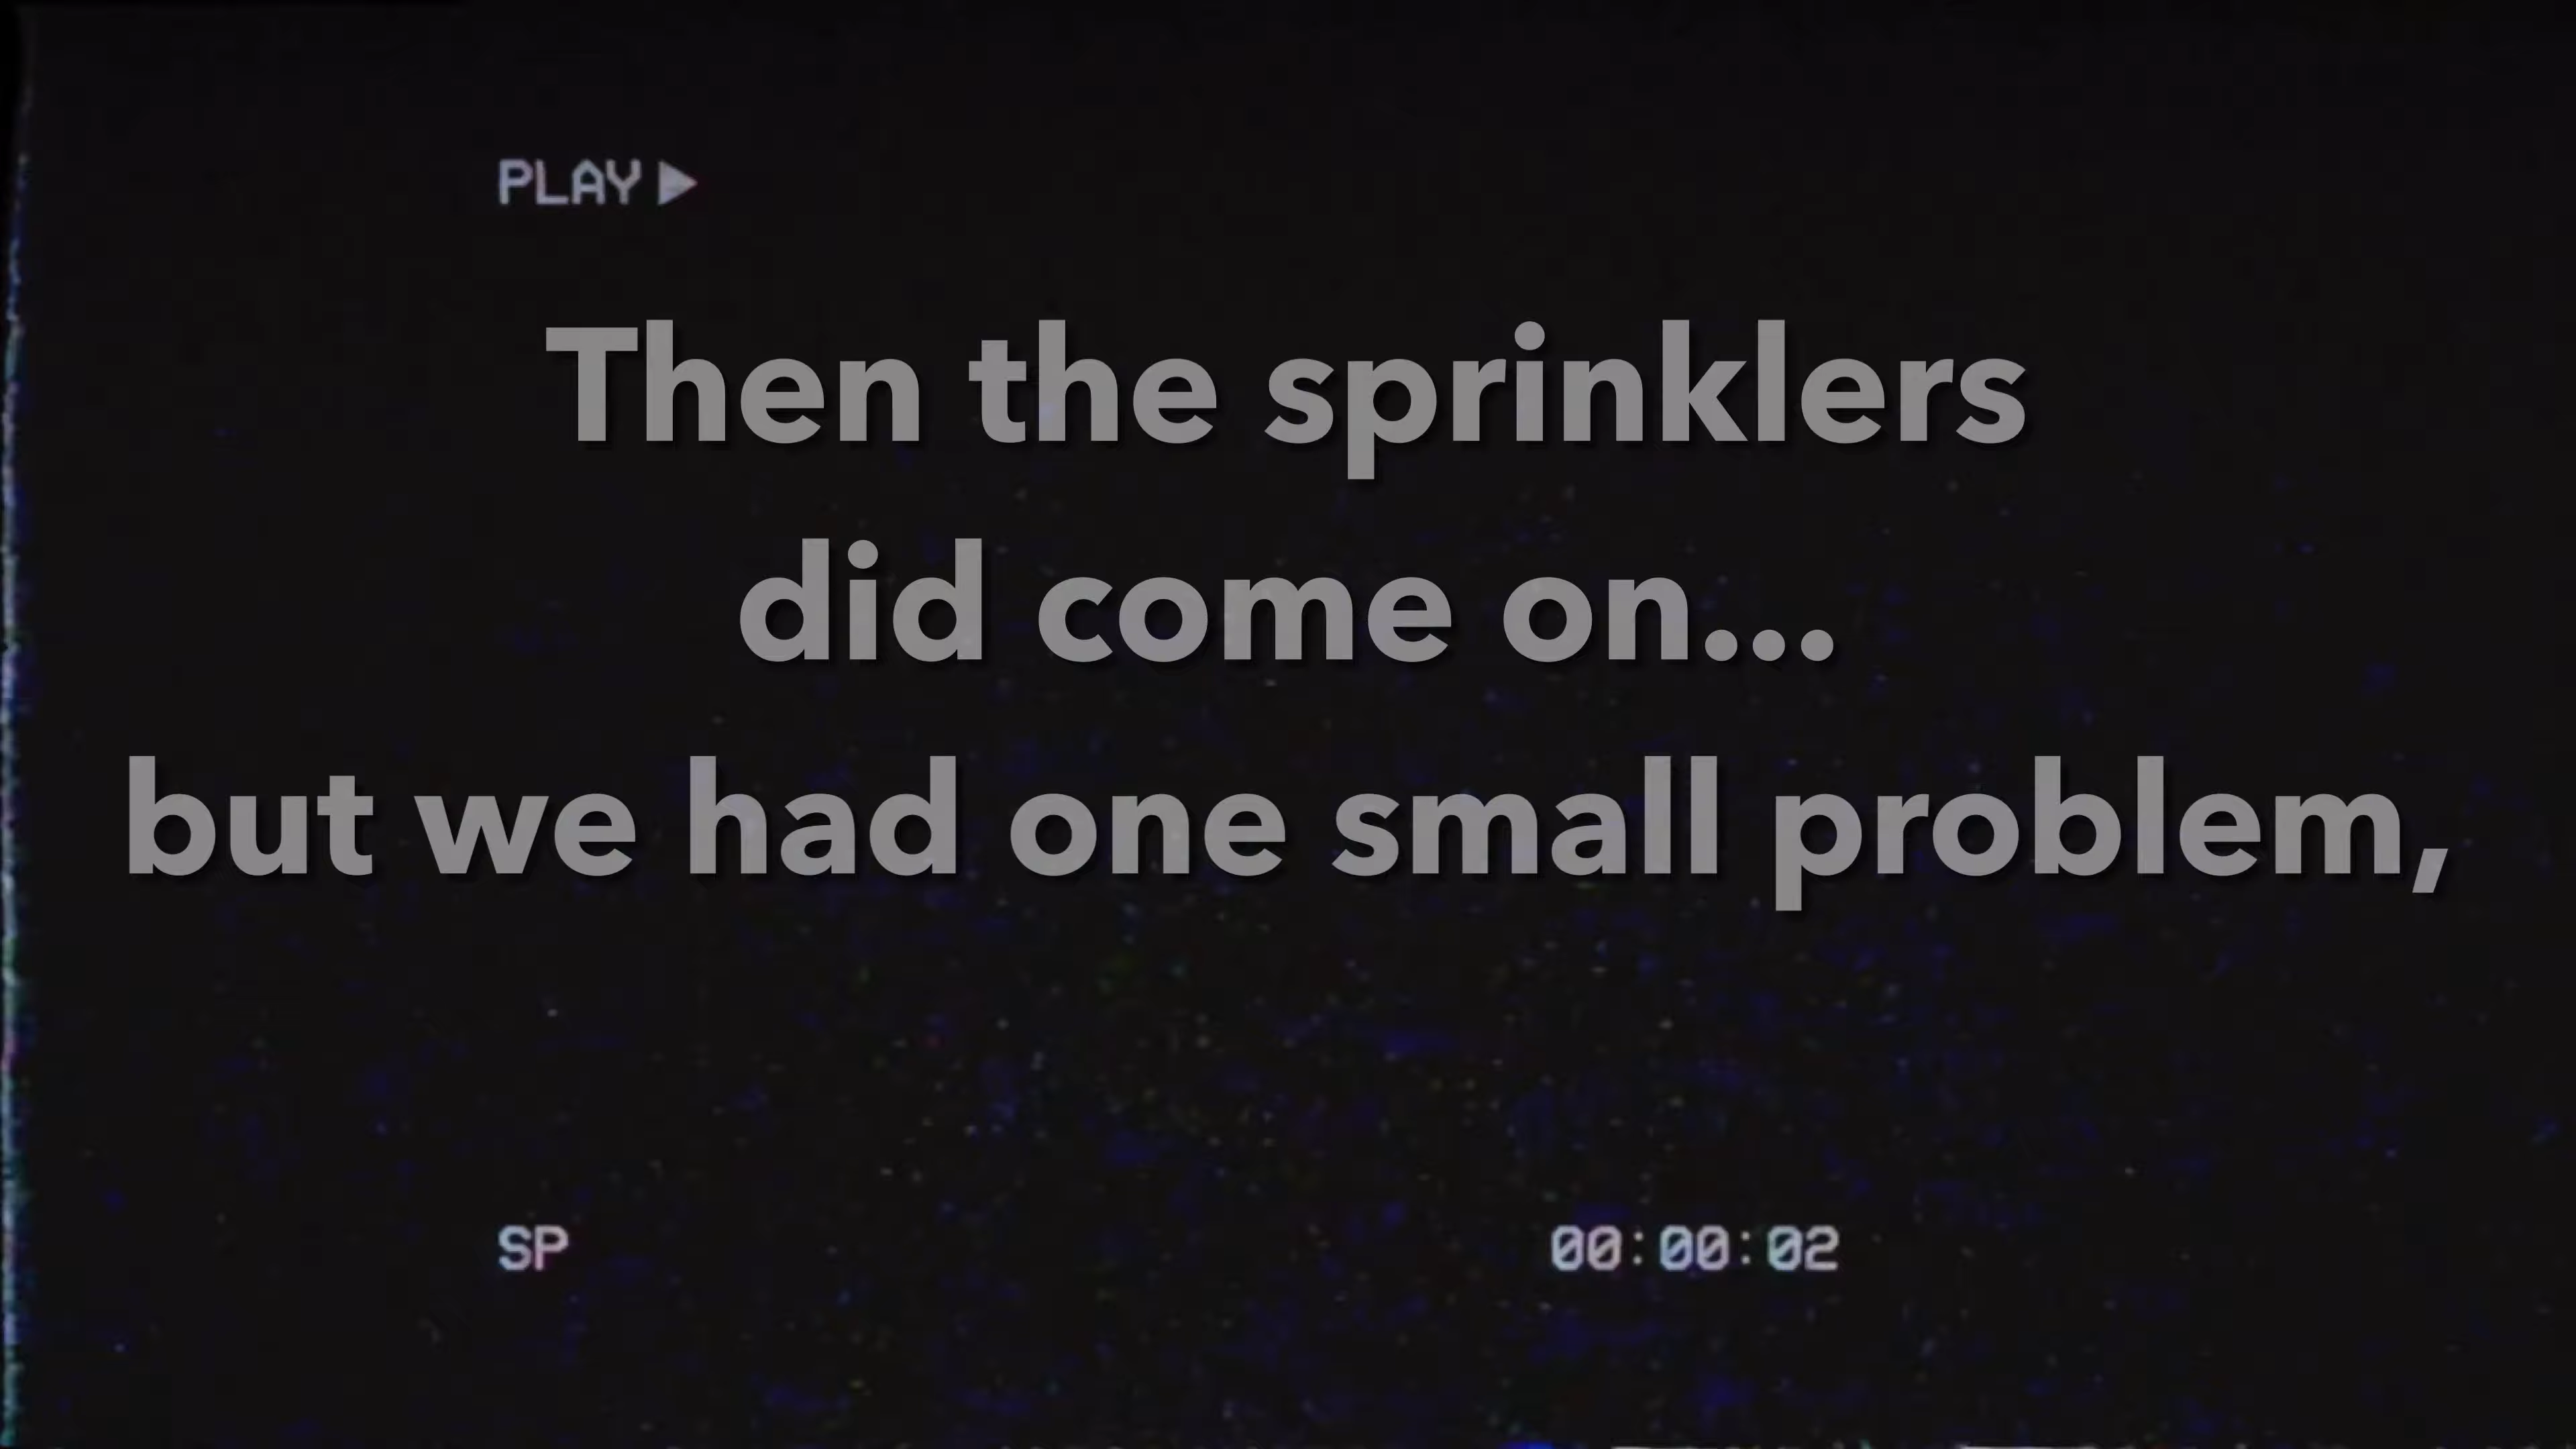 PLAY ▶
Then the sprinklers
did come on...
but we had one small problem,
SP
00:00:02